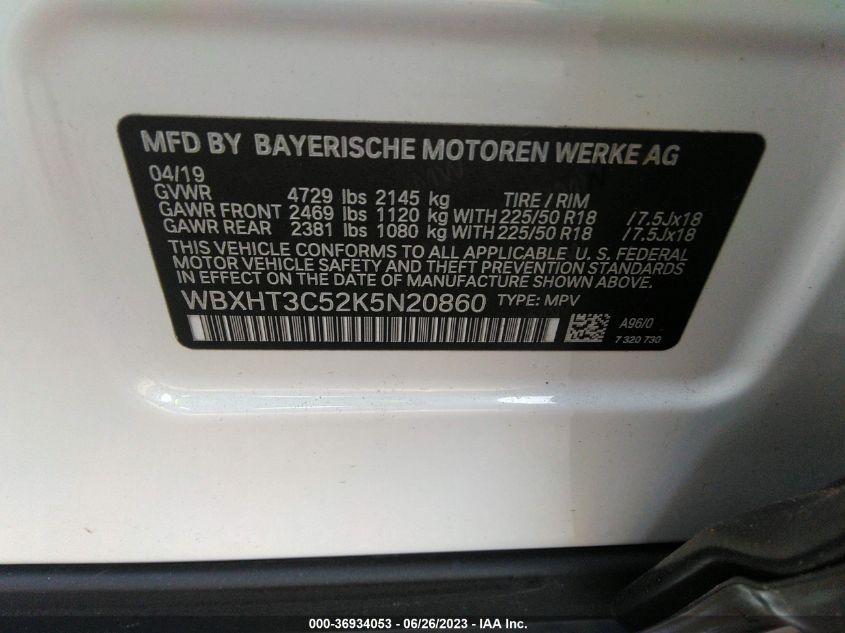 MFD BY BAYERISCHE MOTOREN WERKE AG
04/19
GVWR 4729 lbs 2145 kg TIRE / RIM
GAWR FRONT 2469 lbs 1120 kg WITH 225/50 R18 /7.5Jx18
GAWR REAR 2381 lbs 1080 kg WITH 225/50 R18 /7.5Jx18
THIS VEHICLE CONFORMS TO ALL APPLICABLE U. S. FEDERAL
MOTOR VEHICLE SAFETY AND THEFT PREVENTION STANDARDS
IN EFFECT ON THE DATE OF MANUFACTURE SHOWN ABOVE.
WBXHT3C52K5N20860 TYPE: MPV
A96/0
7 320 730
000-36934053 - 06/26/2023 - IAA Inc.